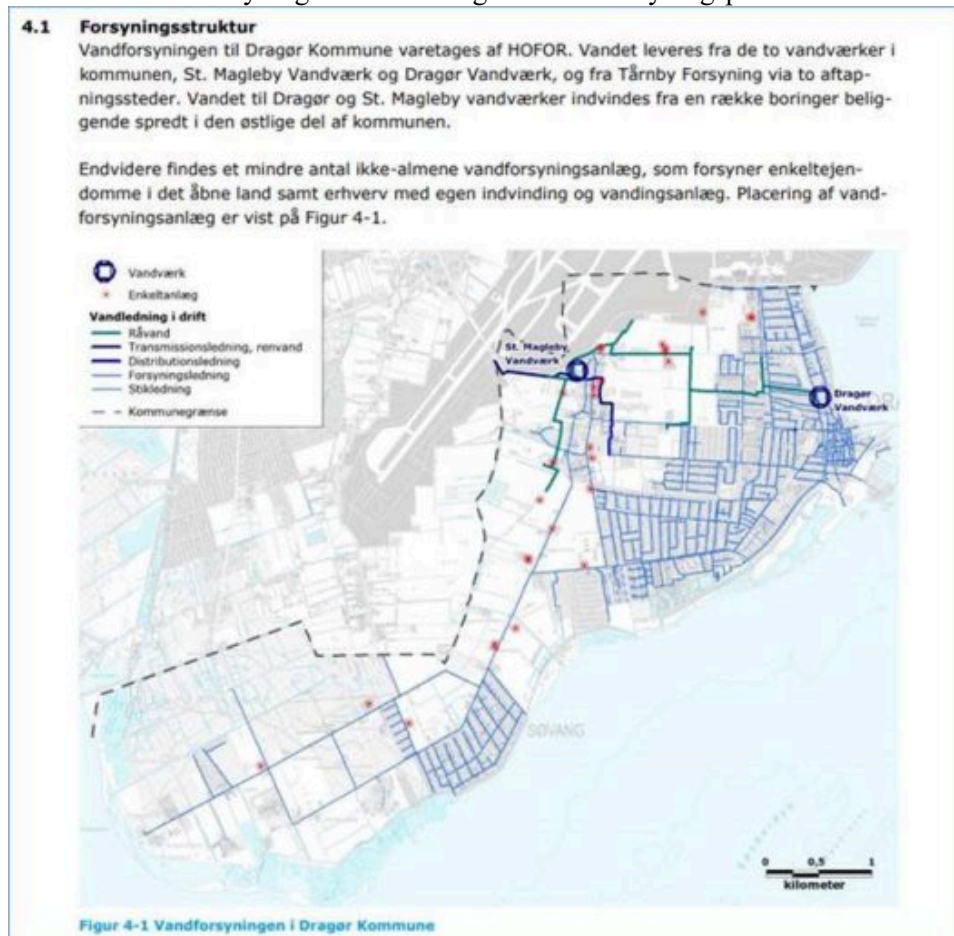 4.1 Forsyningsstruktur
Vandforsyningen til Dragør Kommune varetages af HOFOR. Vandet leveres fra de to vandværker i
kommunen, St. Magleby Vandværk og Dragør Vandværk, og fra Tårnby Forsyning via to aftap-
ningssteder. Vandet til Dragør og St. Magleby vandværker indvindes fra en række boringer belig-
gende spredt i den østlige del af kommunen.
Endvidere findes et mindre antal ikke-almene vandforsyningsanlæg, som forsyner enkeltejen-
domme i det åbne land samt erhverv med egen indvinding og vandingsanlæg. Placering af vand-
forsyningsanlæg er vist på Figur 4-1.
Vandværk
Enkeltanlæg
Vandledning i drift
Råvand
Transmissionsledning, renvand
Distributionsledning
Forsyningsledning
Stikledning
Kommunegrænse
St. Magleby
Vandværk
Dragør
Vandværk
SØVANG
0 0,5 1
kilometer
Figur 4-1 Vandforsyningen i Dragør Kommune